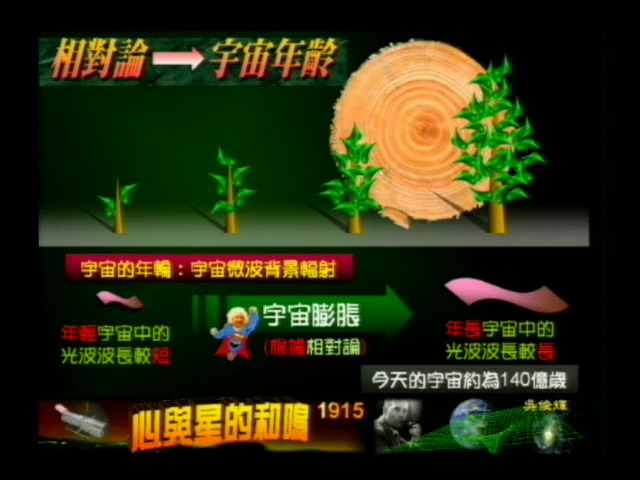 相對論 宇宙年齡
宇宙的年輪：宇宙微波背景輻射
年輕宇宙中的
光波波長較短
宇宙膨脹
(根據相對論)
年長宇宙中的
光波波長較長
今天的宇宙約為140億歲
心與星的和鳴
1915
吳俊輝